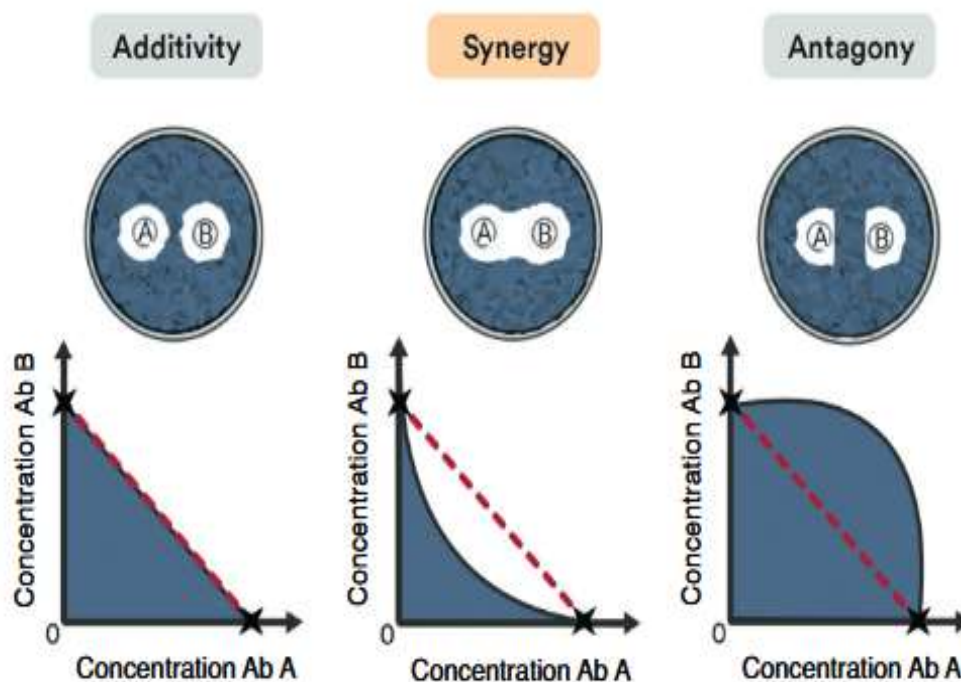 Additivity
Synergy
Antagony
A B
A B
A B
Concentration Ab B
0
Concentration Ab A
Concentration Ab B
0
Concentration Ab A
Concentration Ab B
0
Concentration Ab A